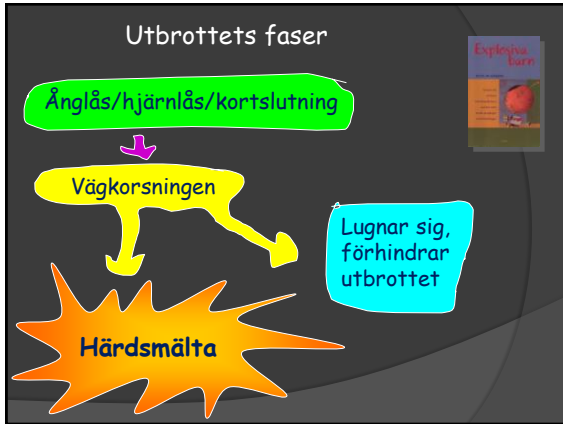 Utbrottets faser
Explosiva
barn
Ånglås/hjärnlås/kortslutning
Vägkorsningen
Lugnar sig,
förhindrar
utbrottet
Härdsmälta